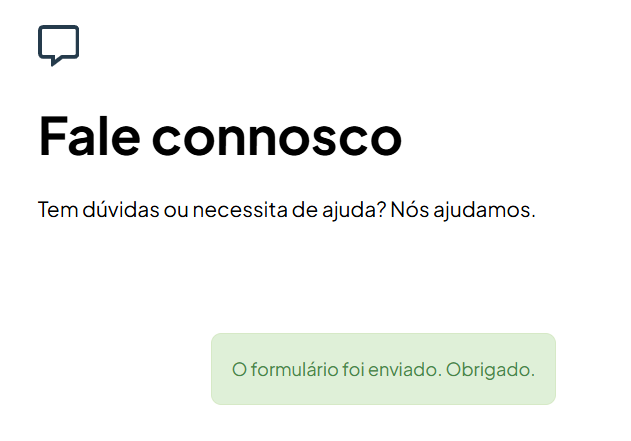 Fale connosco
Tem dúvidas ou necessita de ajuda? Nós ajudamos.
O formulário foi enviado. Obrigado.